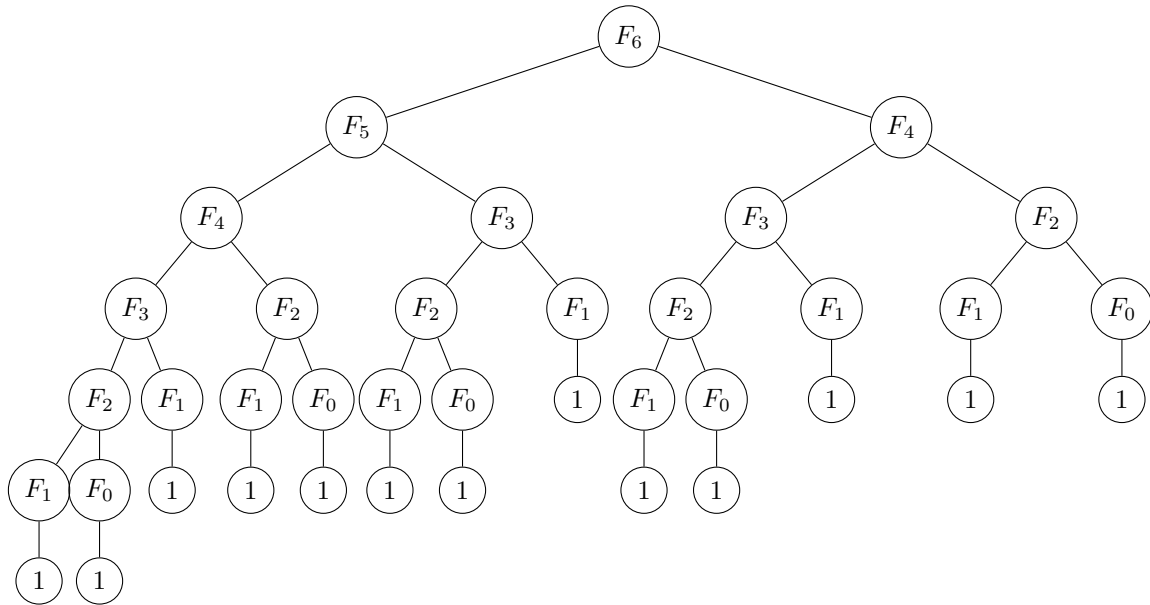 F₆
F₅ F₄
F₄ F₃ F₃ F₂
F₃ F₂ F₂ F₁ F₂ F₁ F₁ F₀
F₂ F₁ F₁ F₀ F₁ F₀ 1 F₁ F₀ 1 1 1
F₁ F₀ 1 1 1 1 1 1 1
1 1